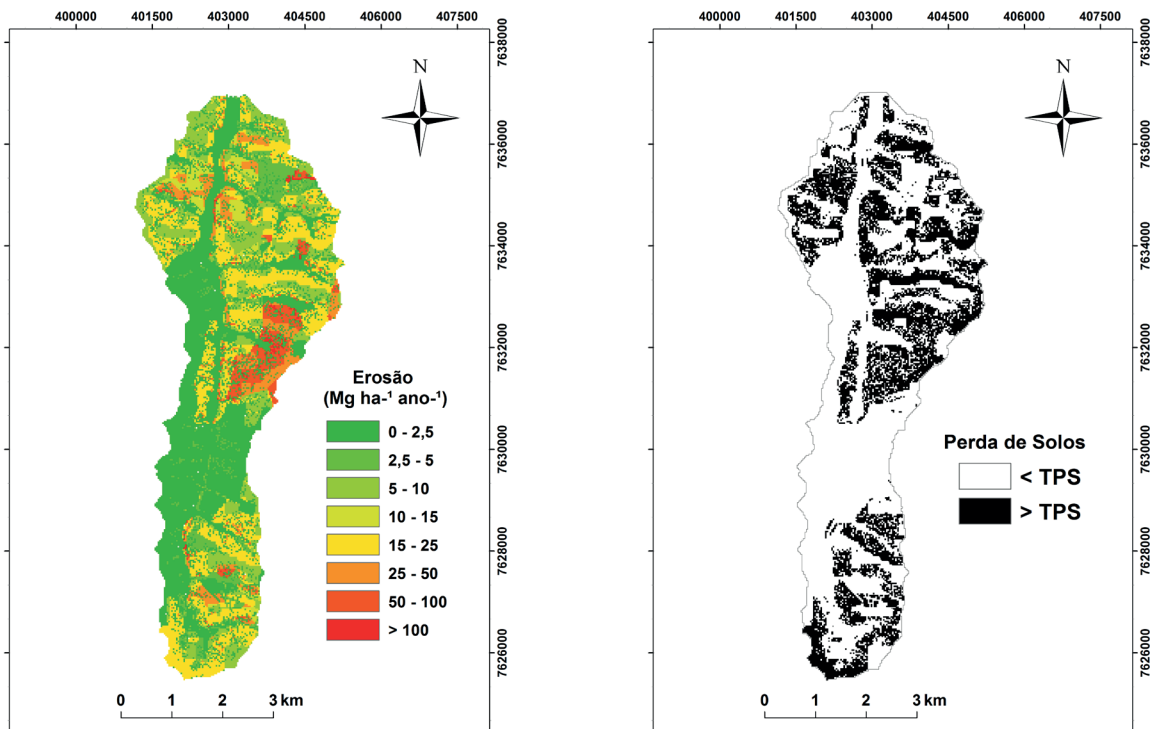 400000 401500 403000 404500 406000 407500
7638000
7636000
7634000
7632000
7630000
7628000
7626000
N
Erosão
(Mg ha-¹ ano-¹)
0 - 2,5
2,5 - 5
5 - 10
10 - 15
15 - 25
25 - 50
50 - 100
> 100
0 1 2 3 km
400000 401500 403000 404500 406000 407500
7638000
7636000
7634000
7632000
7630000
7628000
7626000
N
Perda de Solos
< TPS
> TPS
0 1 2 3 km